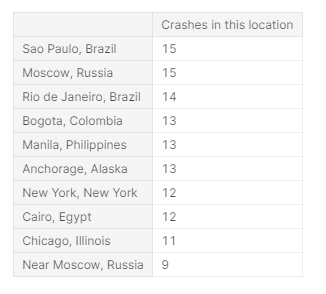 Crashes in this location
Sao Paulo, Brazil 15
Moscow, Russia 15
Rio de Janeiro, Brazil 14
Bogota, Colombia 13
Manila, Philippines 13
Anchorage, Alaska 13
New York, New York 12
Cairo, Egypt 12
Chicago, Illinois 11
Near Moscow, Russia 9